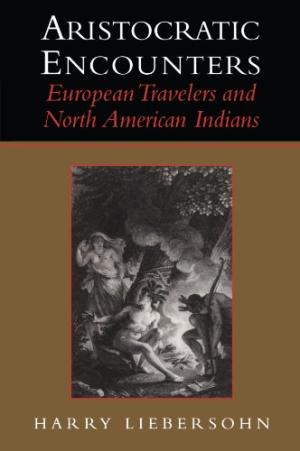 ARISTOCRATIC
ENCOUNTERS
European Travelers and
North American Indians
HARRY LIEBERSOHN